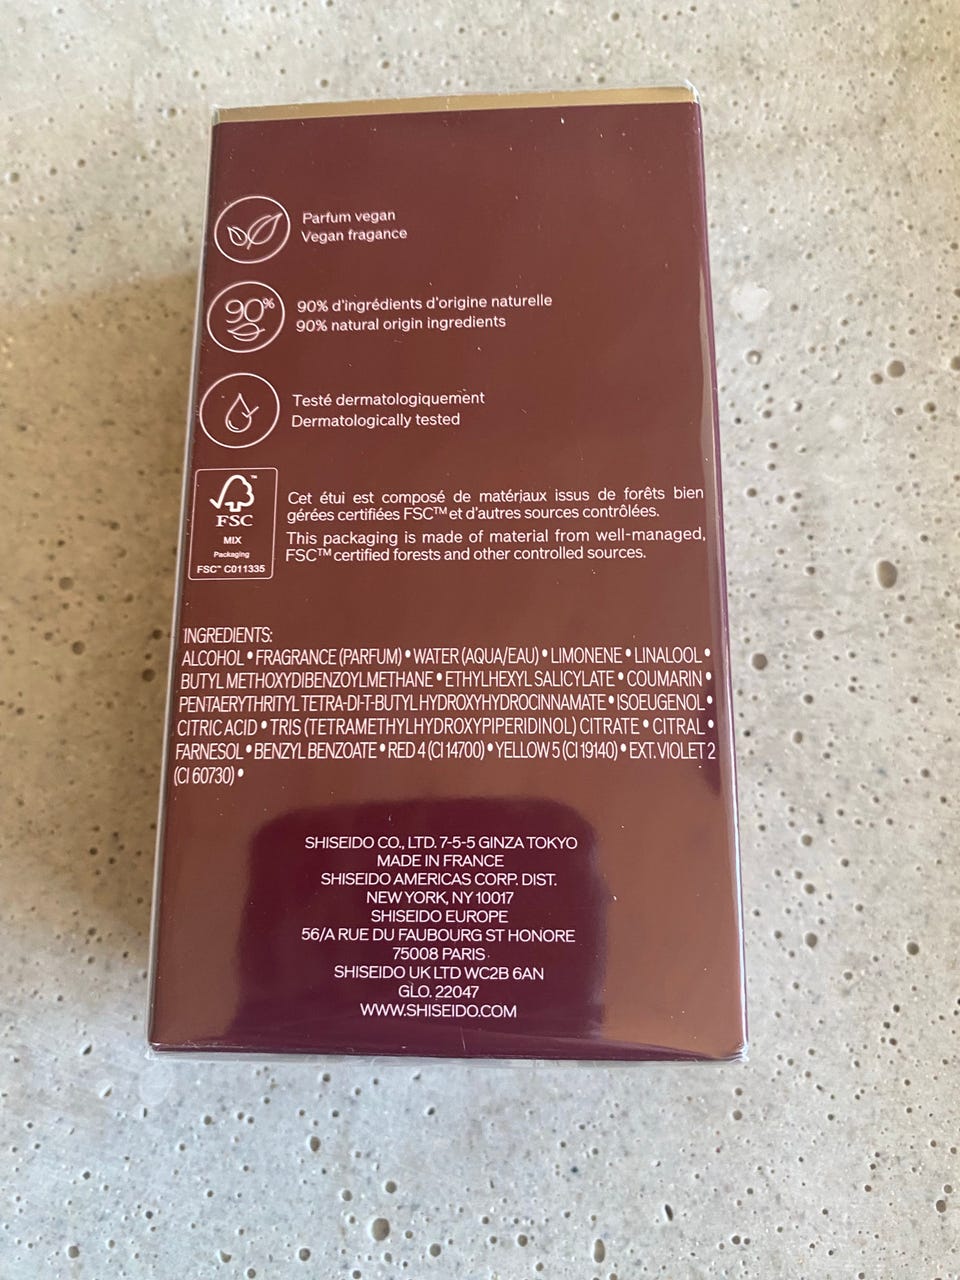 Parfum vegan
Vegan fragance
90%
90% d'ingrédients d'origine naturelle
90% natural origin ingredients
Testé dermatologiquement
Dermatologically tested
FSC
MIX
Packaging
FSC™ C011335
Cet étui est composé de matériaux issus de forêts bien
gérées certifiées FSC™ et d'autres sources contrôlées.
This packaging is made of material from well-managed,
FSC™ certified forests and other controlled sources.
INGREDIENTS:
ALCOHOL • FRAGRANCE (PARFUM) • WATER (AQUA/EAU) • LIMONENE • LINALOOL •
BUTYL METHOXYDIBENZOYLMETHANE • ETHYLHEXYL SALICYLATE • COUMARIN •
PENTAERYTHRITYL TETRA-DI-T-BUTYL HYDROXYHYDROCINNAMATE • ISOEUGENOL •
CITRIC ACID • TRIS (TETRAMETHYLHYDROXYPIPERIDINOL) CITRATE • CITRAL •
FARNESOL • BENZYL BENZOATE • RED 4 (CI 14700) • YELLOW 5 (CI 19140) • EXT. VIOLET 2
(CI 60730) •
SHISEIDO CO., LTD. 7-5-5 GINZA TOKYO
MADE IN FRANCE
SHISEIDO AMERICAS CORP. DIST.
NEW YORK, NY 10017
SHISEIDO EUROPE
56/A RUE DU FAUBOURG ST HONORE
75008 PARIS
SHISEIDO UK LTD WC2B 6AN
GLO. 22047
WWW.SHISEIDO.COM